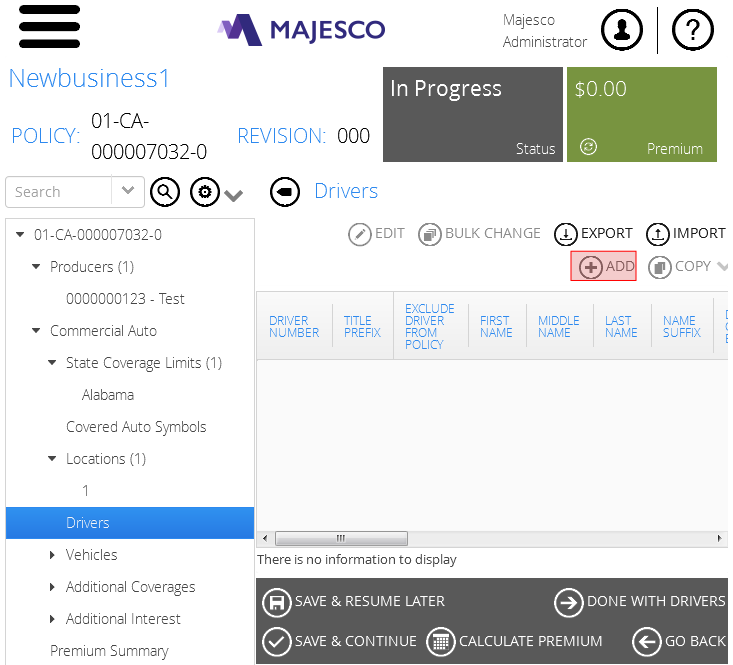 MAJESCO
Majesco
Administrator
?
Newbusiness1
POLICY: 01-CA-
000007032-0
REVISION: 000
In Progress
Status
$0.00
Premium
Search
Drivers
01-CA-000007032-0
Producers (1)
0000000123 - Test
Commercial Auto
State Coverage Limits (1)
Alabama
Covered Auto Symbols
Locations (1)
1
Drivers
Vehicles
Additional Coverages
Additional Interest
Premium Summary
EDIT BULK CHANGE EXPORT IMPORT
ADD COPY
DRIVER
NUMBER
TITLE
PREFIX
EXCLUDE
DRIVER
FROM
POLICY
FIRST
NAME
MIDDLE
NAME
LAST
NAME
NAME
SUFFIX
There is no information to display
SAVE & RESUME LATER DONE WITH DRIVERS
SAVE & CONTINUE CALCULATE PREMIUM GO BACK